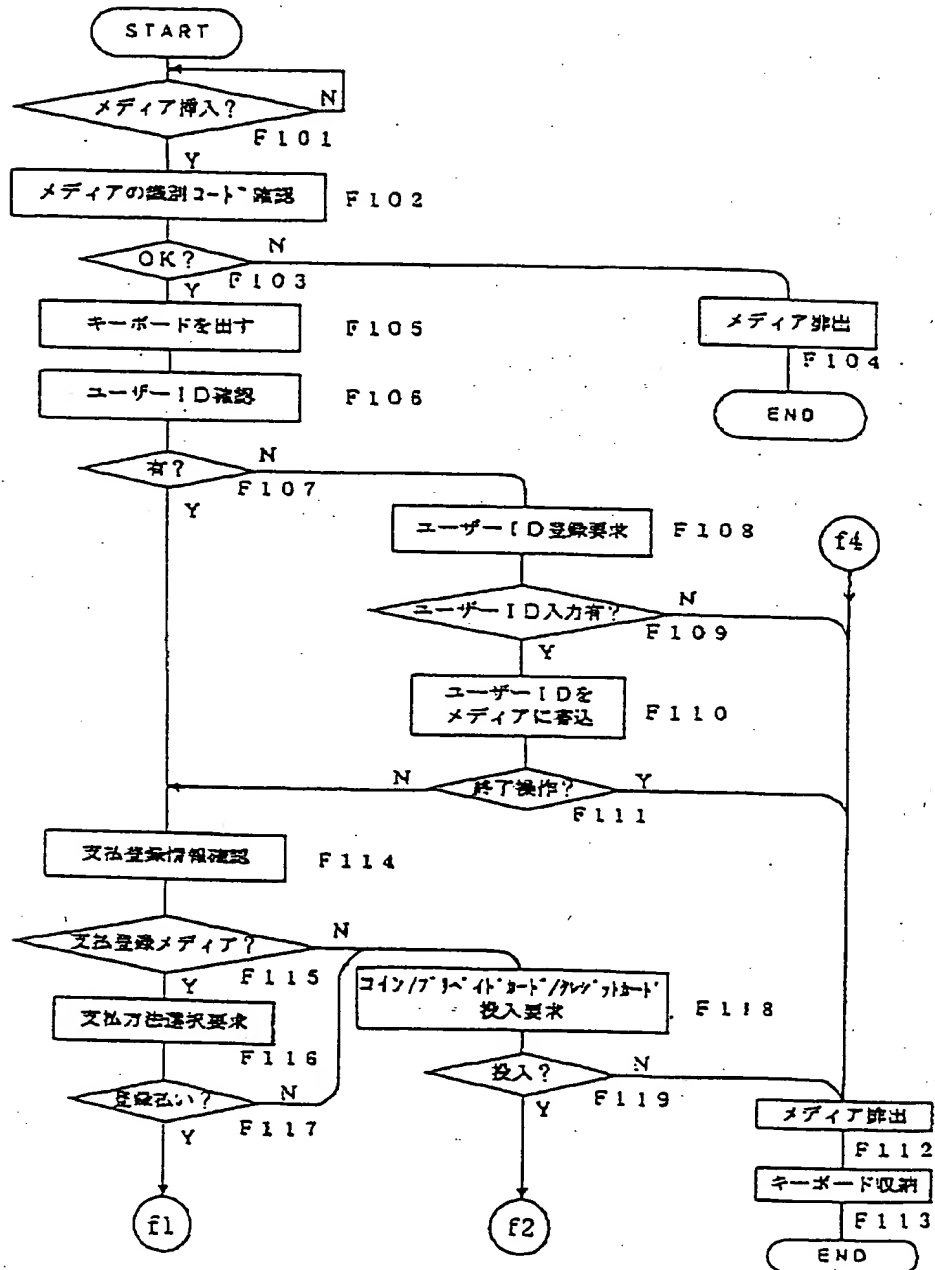 START
メディア挿入?
N
F101
Y
メディアの識別コード確認
F102
OK?
N
F103
Y
キーボードを出す
F105
メディア排出
F104
END
ユーザーID確認
F106
有?
N
F107
Y
ユーザーID登録要求
F108
f4
ユーザーID入力有?
N
F109
Y
ユーザーIDを
メディアに書込
F110
終了操作?
N
Y
F111
支払登録情報確認
F114
支払登録メディア?
N
F115
Y
支払方法選択要求
F116
登録払い?
N
F117
Y
コイン/プリペイドカード/クレジットカード
投入要求
F118
投入?
N
F119
Y
メディア排出
F112
キーボード収納
F113
END
f1
f2